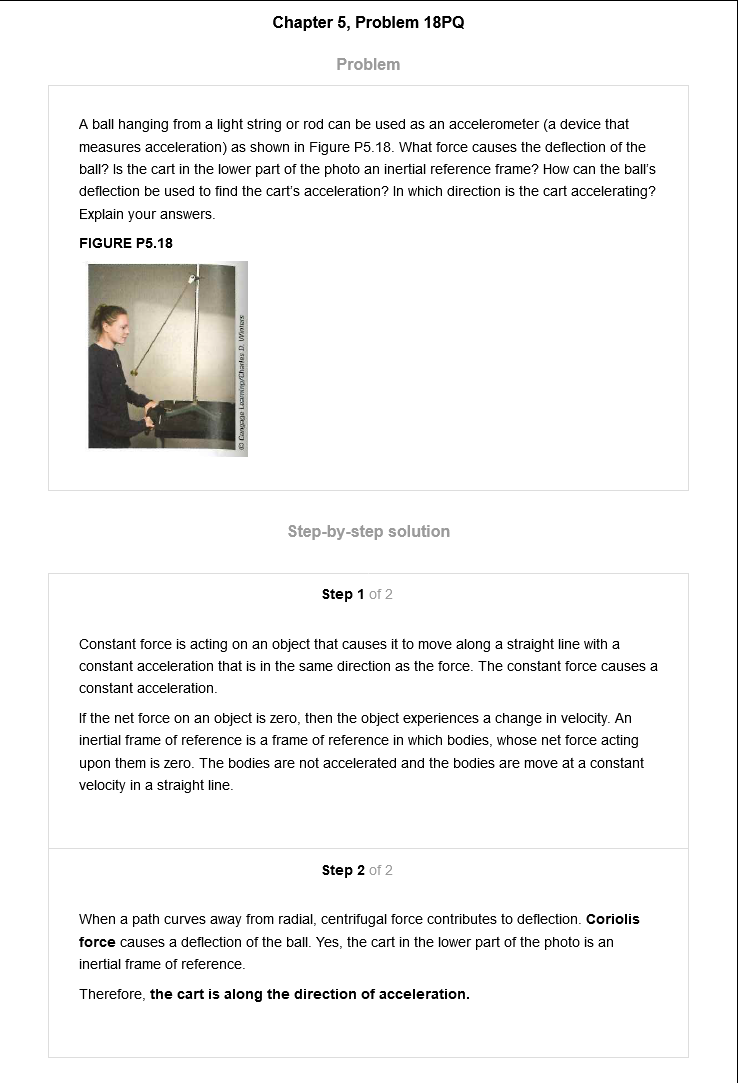 Chapter 5, Problem 18PQ
Problem
A ball hanging from a light string or rod can be used as an accelerometer (a device that
measures acceleration) as shown in Figure P5.18. What force causes the deflection of the
ball? Is the cart in the lower part of the photo an inertial reference frame? How can the ball's
deflection be used to find the cart's acceleration? In which direction is the cart accelerating?
Explain your answers.
FIGURE P5.18
© Cengage Learning/Charles D. Winters
Step-by-step solution
Step 1 of 2
Constant force is acting on an object that causes it to move along a straight line with a
constant acceleration that is in the same direction as the force. The constant force causes a
constant acceleration.
If the net force on an object is zero, then the object experiences a change in velocity. An
inertial frame of reference is a frame of reference in which bodies, whose net force acting
upon them is zero. The bodies are not accelerated and the bodies are move at a constant
velocity in a straight line.
Step 2 of 2
When a path curves away from radial, centrifugal force contributes to deflection. Coriolis
force causes a deflection of the ball. Yes, the cart in the lower part of the photo is an
inertial frame of reference.
Therefore, the cart is along the direction of acceleration.